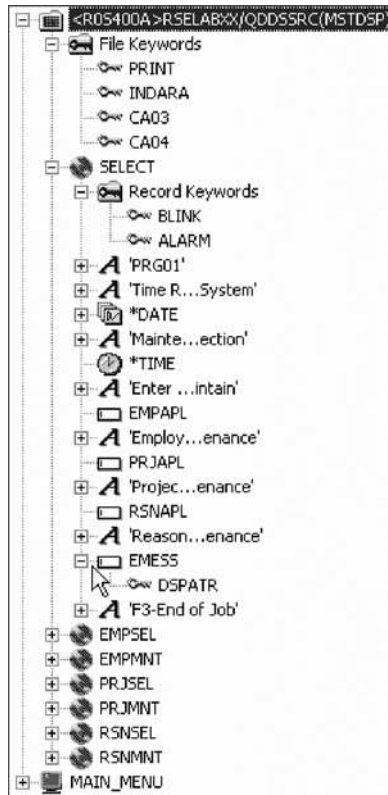 <RS400A>RSELABXX/QDDSSRC(MSTDSP)
File Keywords
PRINT
INDARA
CA03
CA04
SELECT
Record Keywords
BLINK
ALARM
'PRG01'
'Time R...System'
*DATE
'Mainte...ection'
*TIME
'Enter ...intain'
EMPAPL
'Employ...enance'
PRJAPL
'Projec...enance'
RSNAPL
'Reason...enance'
EMESS
DSPATR
'F3-End of Job'
EMPSEL
EMPMNT
PRJSEL
PRJMNT
RSNSEL
RSNMNT
MAIN_MENU